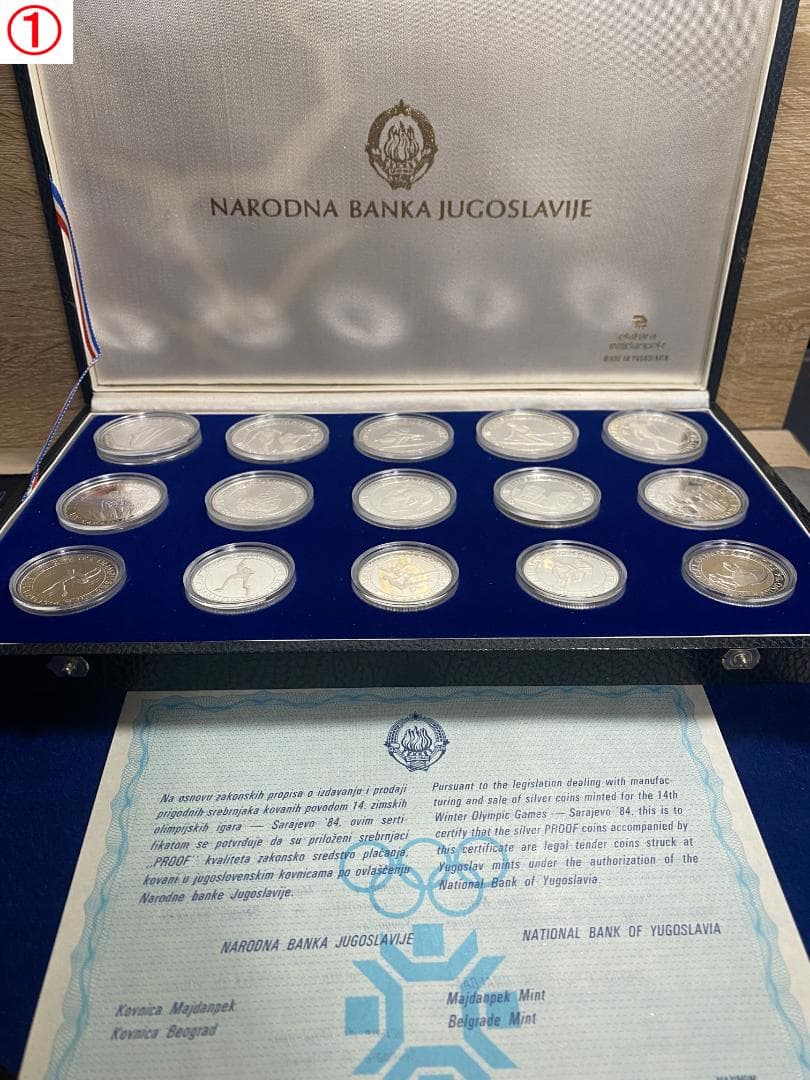 ①
NARODNA BANKA JUGOSLAVIJE
MADE IN YUGOSLAVIA
Na osnovu zakonskih propisa o izdavanju i prodaji
prigodnih srebrnjaka kovanih povodom 14. zimskih
olimpijskih igara — Sarajevo '84, ovim serti-
fikatom se potvrđuje da su priloženi srebrnjaci
,,PROOF' kvaliteta zakonsko sredstvo plaćanja,
kovani u jugoslovenskim kovnicama po ovlašćenju
Narodne banke Jugoslavije.
NARODNA BANKA JUGOSLAVIJE
Kovnica Majdanpek
Kovnica Beograd
Pursuant to the legislation dealing with manufac-
turing and sale of silver coins minted for the 14th
Winter Olympic Games — Sarajevo '84, this is to
certify that the silver PROOF coins accompanied by
this certificate are legal tender coins struck at
Yugoslav mints under the authorization of the
National Bank of Yugoslavia.
NATIONAL BANK OF YUGOSLAVIA
Majdanpek Mint
Belgrade Mint